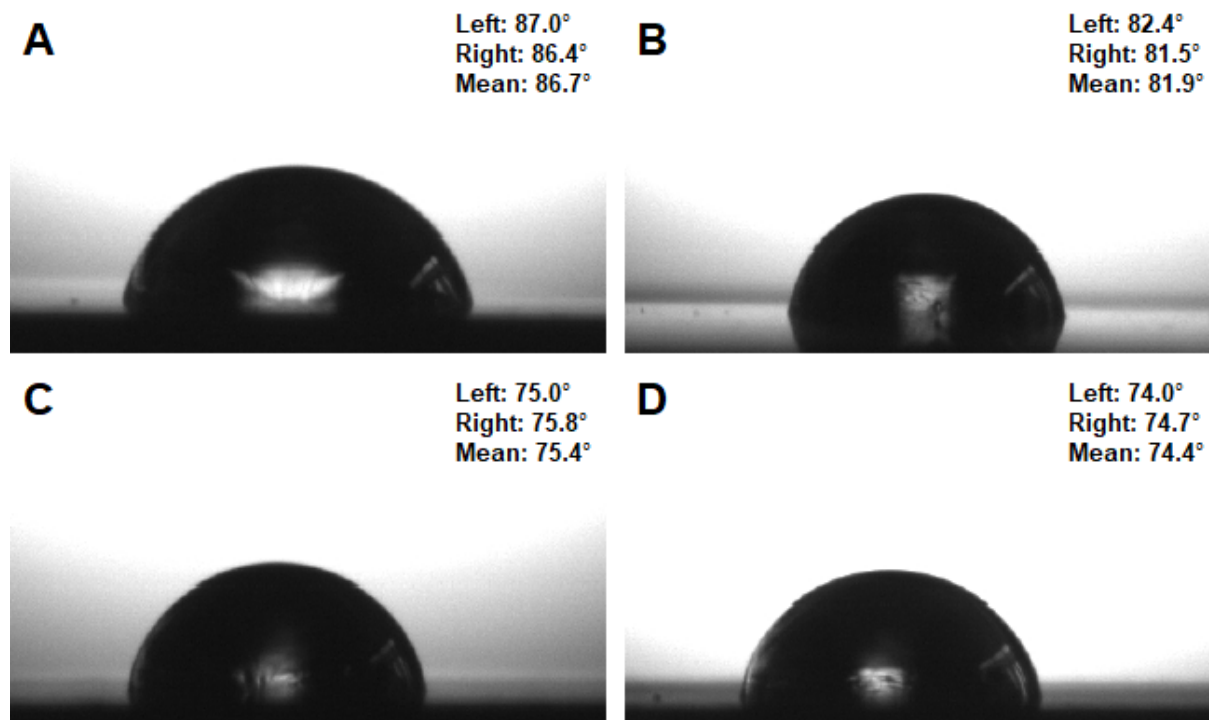 A
Left: 87.0°
Right: 86.4°
Mean: 86.7°
B
Left: 82.4°
Right: 81.5°
Mean: 81.9°
C
Left: 75.0°
Right: 75.8°
Mean: 75.4°
D
Left: 74.0°
Right: 74.7°
Mean: 74.4°